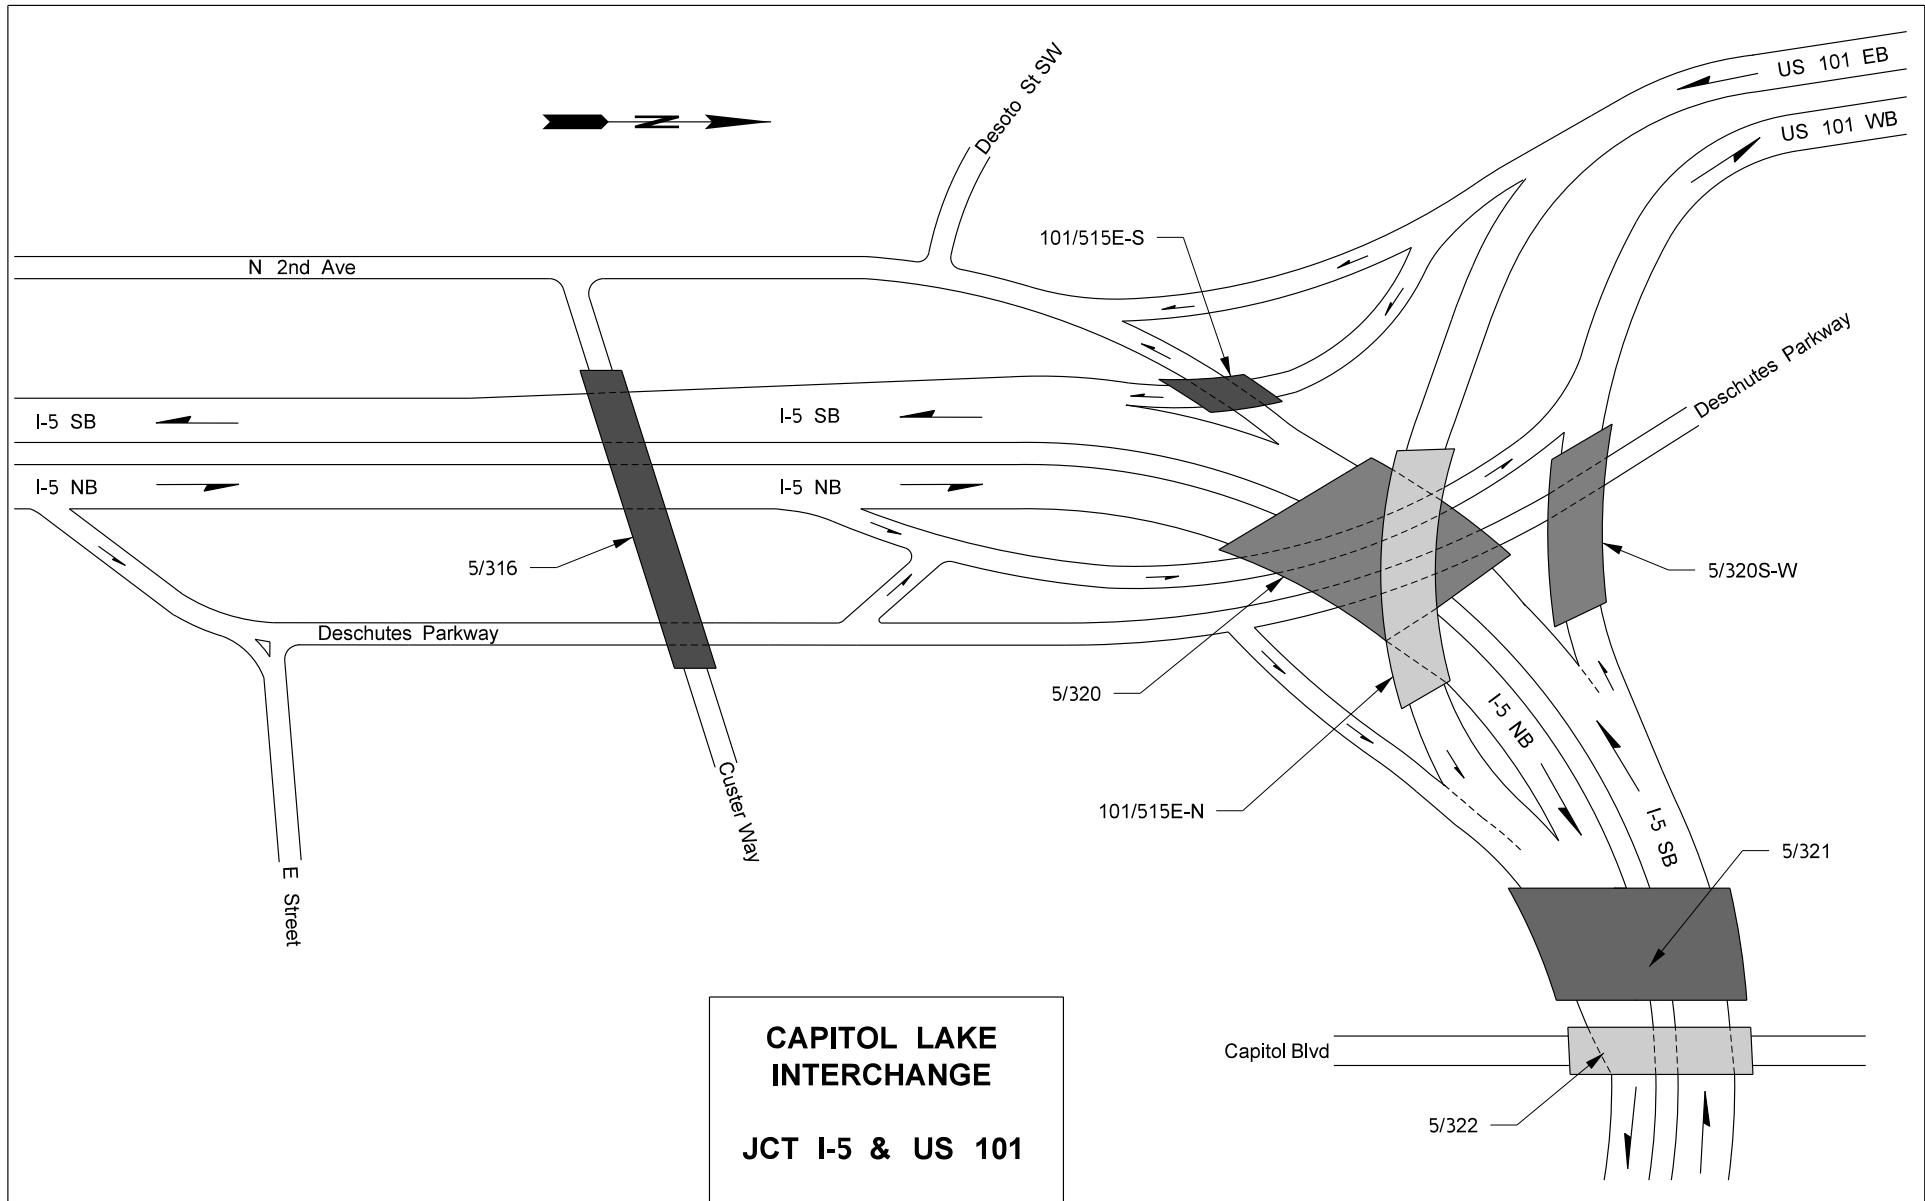 US 101 EB
US 101 WB
Desoto St SW
N
101/515E-S
N 2nd Ave
Deschutes Parkway
I-5 SB
I-5 SB
I-5 NB
I-5 NB
5/316
5/320S-W
Deschutes Parkway
5/320
I-5 NB
101/515E-N
Custer Way
I-5 SB
5/321
E Street
CAPITOL LAKE
INTERCHANGE
JCT I-5 & US 101
Capitol Blvd
5/322